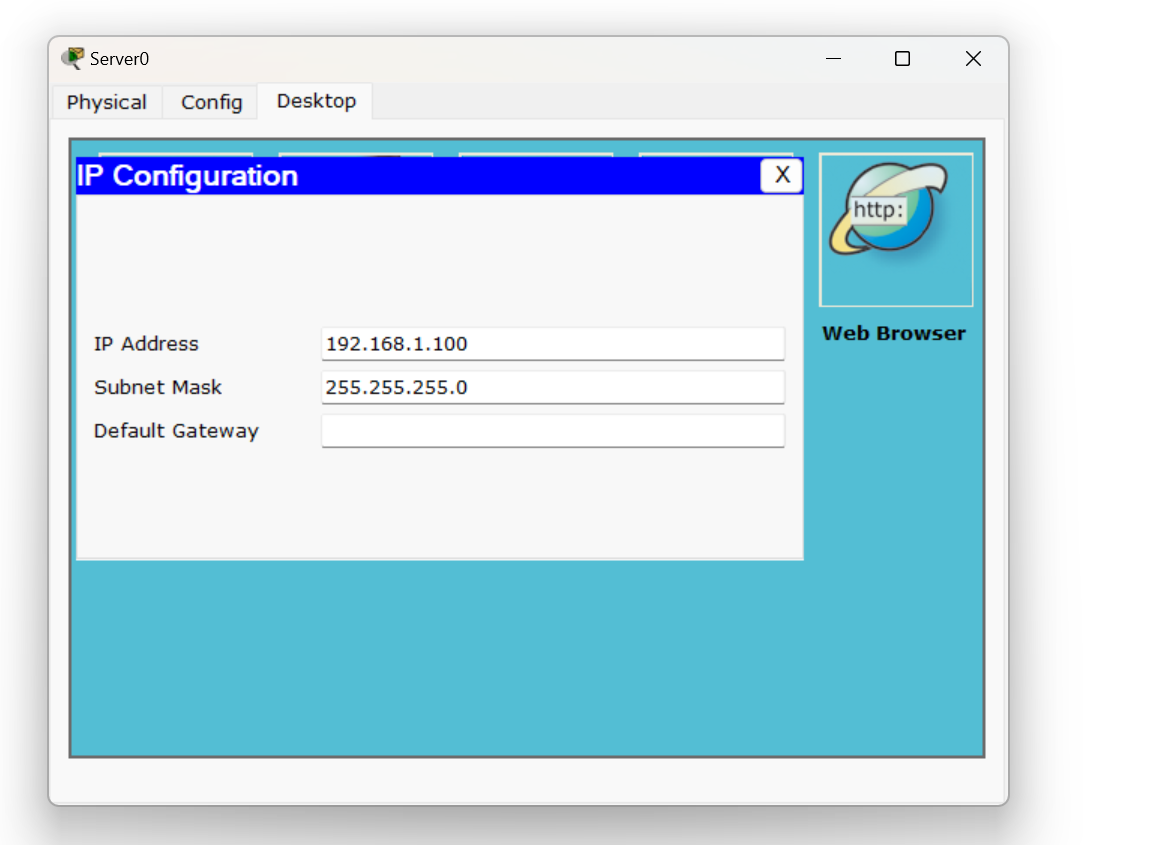 Server0
Physical Config Desktop
IP Configuration X
http:
Web Browser
IP Address 192.168.1.100
Subnet Mask 255.255.255.0
Default Gateway